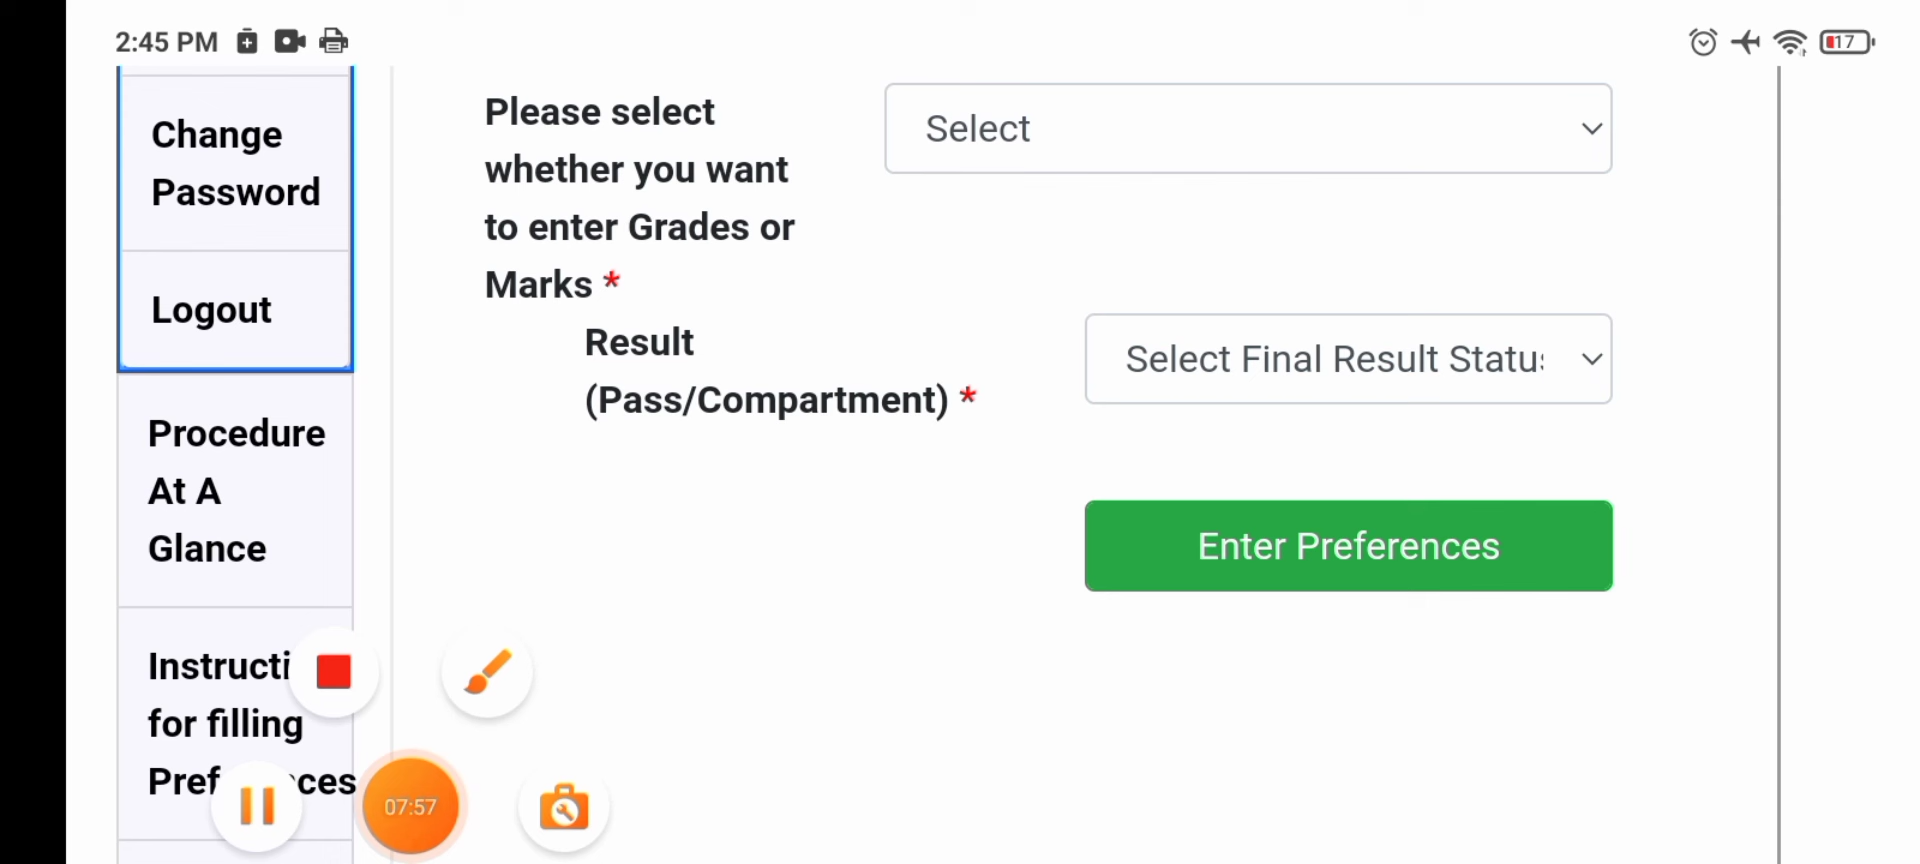 2:45 PM
17
Change
Password
Logout
Procedure
At A
Glance
Instructi
for filling
Pref ces
Please select
whether you want
to enter Grades or
Marks *
Select
Result
(Pass/Compartment) *
Select Final Result Statu
Enter Preferences
07:57